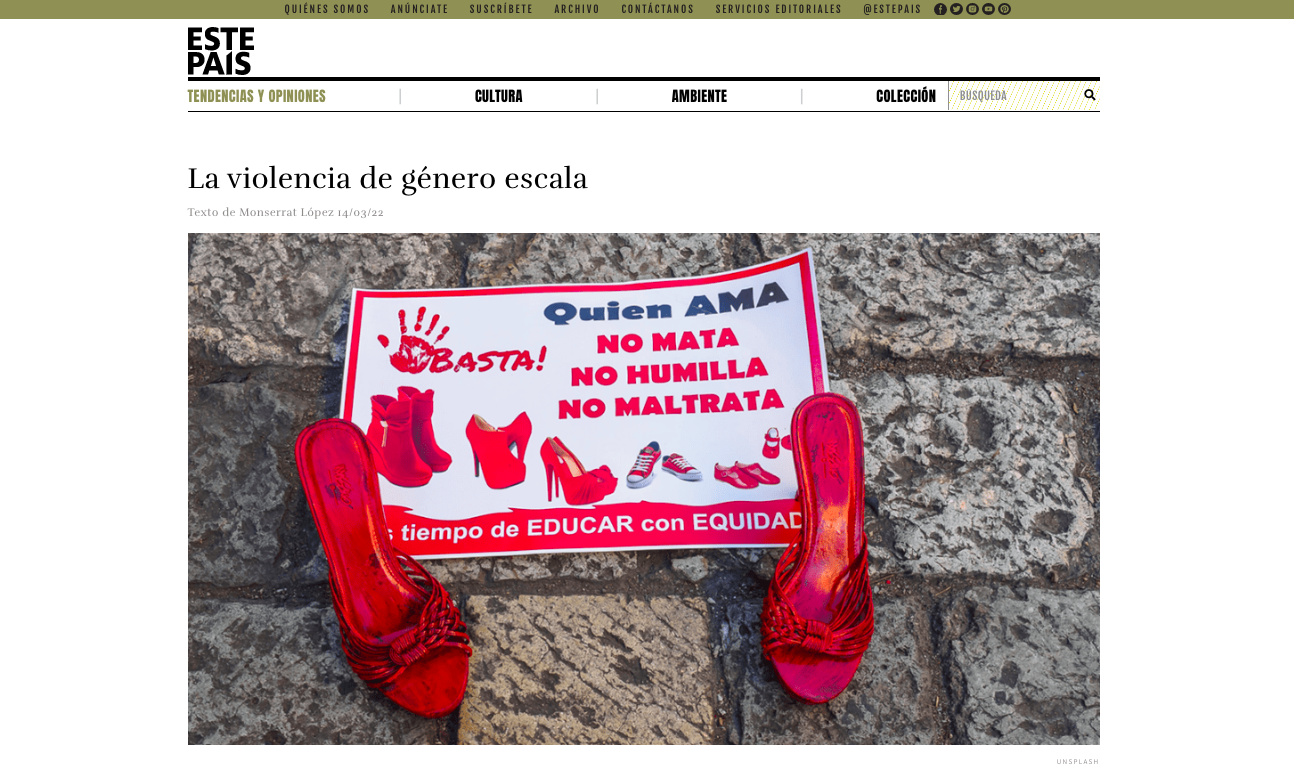 QUIÉNES SOMOS ANÚNCIATE SUSCRÍBETE ARCHIVO CONTÁCTANOS SERVICIOS EDITORIALES @ESTEPAIS
ESTE
PAIS
TENDENCIAS Y OPINIONES CULTURA AMBIENTE COLECCIÓN BÚSQUEDA
La violencia de género escala
Texto de Monserrat López 14/03/22
Quien AMA
BASTA!
NO MATA
NO HUMILLA
NO MALTRATA
tiempo de EDUCAR con EQUIDAD
UNSPLASH